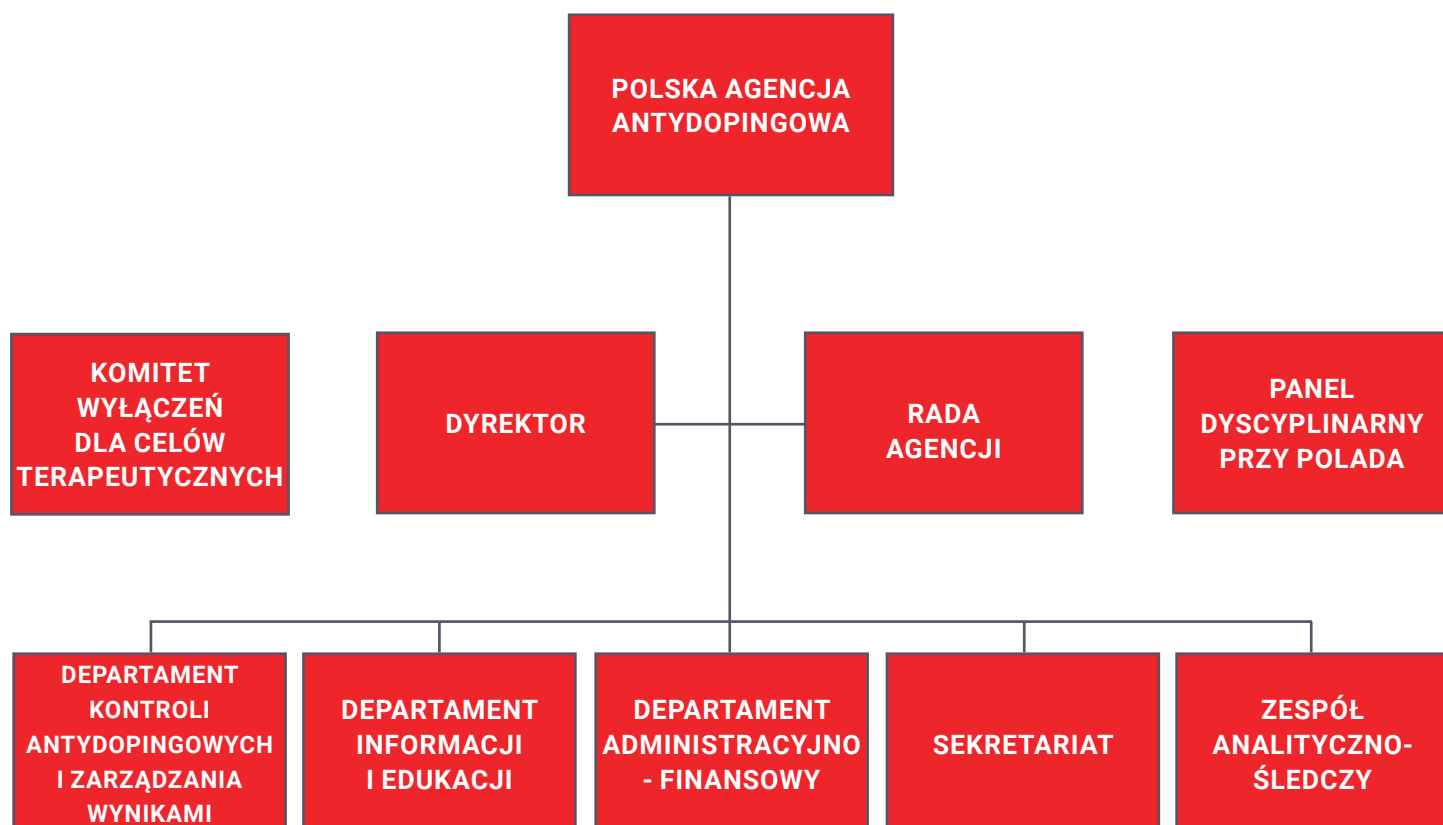 POLSKA AGENCJA
ANTYDOPINGOWA
KOMITET
WYŁĄCZEŃ
DLA CELÓW
TERAPEUTYCZNYCH
DYREKTOR
RADA
AGENCJI
PANEL
DYSCYPLINARNY
PRZY POLADA
DEPARTAMENT
KONTROLI
ANTYDOPINGOWYCH
I ZARZĄDZANIA
WYNIKAMI
DEPARTAMENT
INFORMACJI
I EDUKACJI
DEPARTAMENT
ADMINISTRACYJNO
- FINANSOWY
SEKRETARIAT
ZESPÓŁ
ANALITYCZNO-
ŚLEDCZY